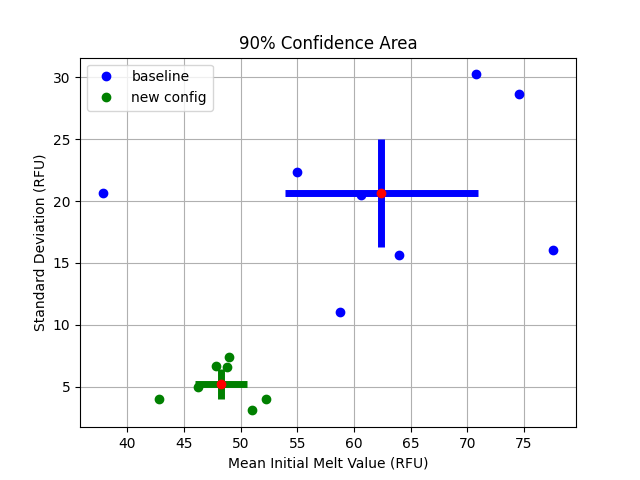 90% Confidence Area
baseline
new config
30
25
20
15
10
5
Standard Deviation (RFU)
40 45 50 55 60 65 70 75
Mean Initial Melt Value (RFU)